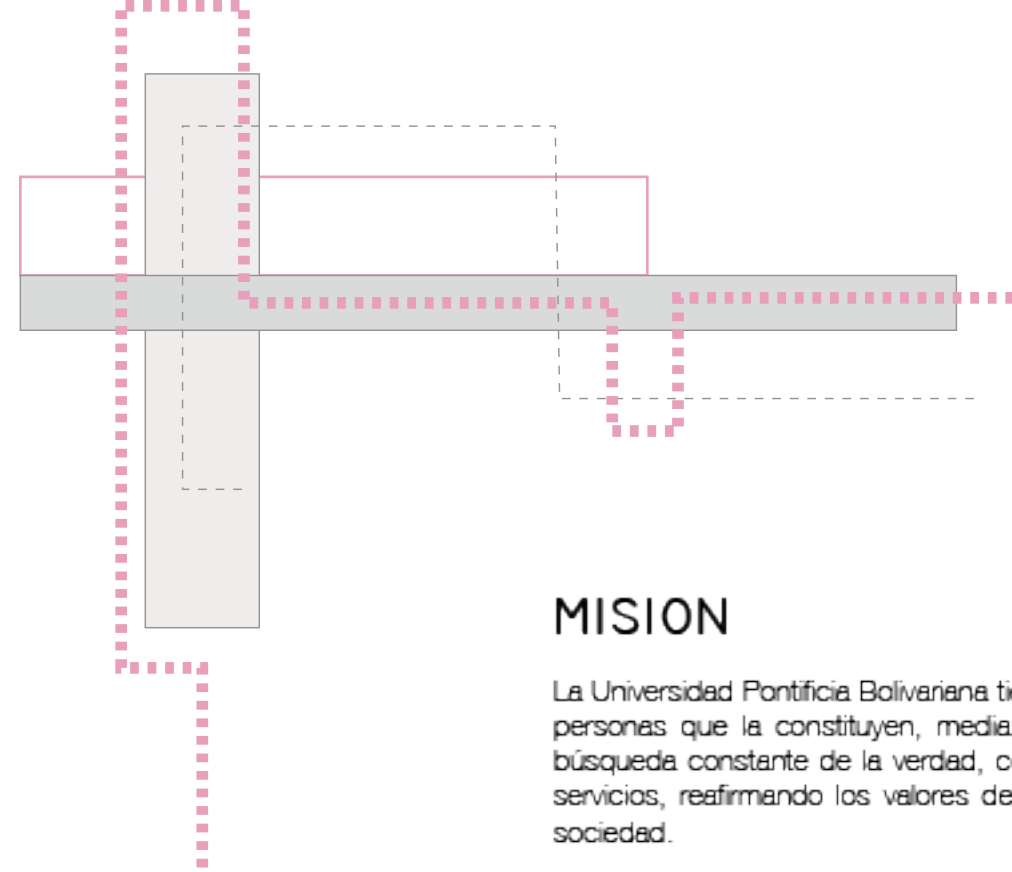 MISION
La Universidad Pontificia Bolivariana
personas que la constituyen,
búsqueda constante de la verdad,
servicios, reafirmando los valores de
sociedad.